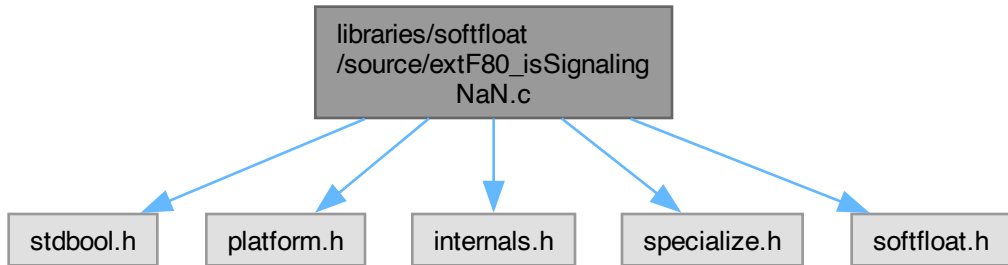 libraries/softfloat
/source/extF80_isSignaling
NaN.c
stdbool.h
platform.h
internals.h
specialize.h
softfloat.h